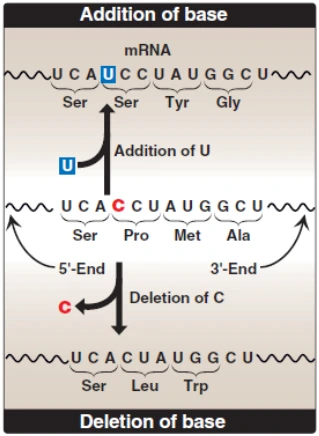 Addition of base
mRNA
U C A U C C U A U G G C U
Ser Ser Tyr Gly
U
Addition of U
U C A C C U A U G G C U
Ser Pro Met Ala
5'-End 3'-End
C
Deletion of C
U C A C U A U G G C U
Ser Leu Trp
Deletion of base